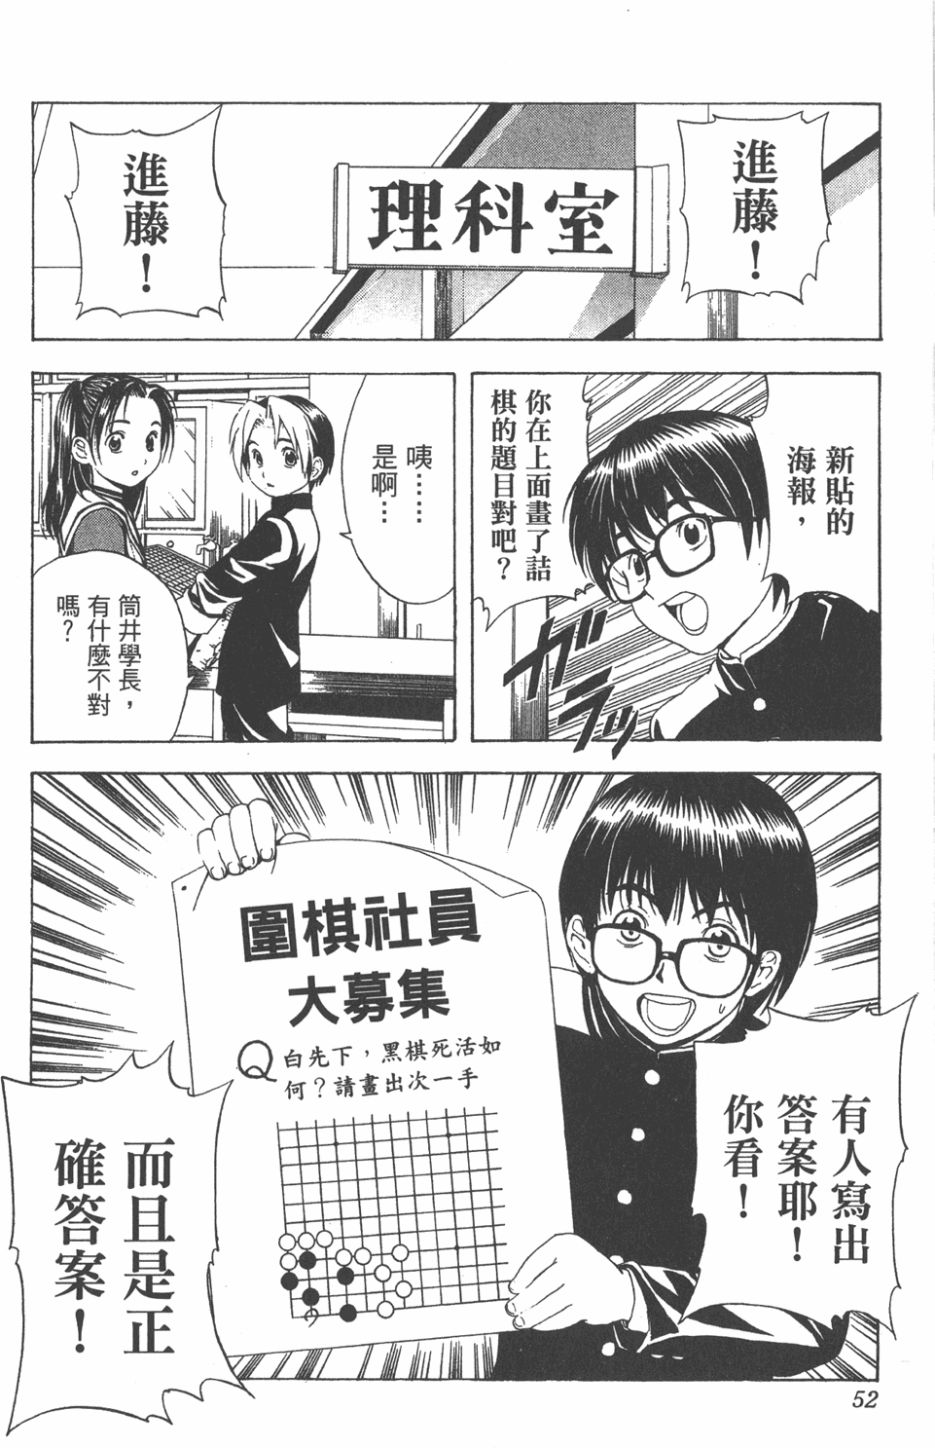 進藤！
理科室
進藤！
新貼的
海報，
你在上面畫了詰
棋的題目對吧？
ガラッ
咦……
是啊…
筒井學長，
有什麼不對
嗎？
圍棋社員
大募集
Q白先下，黑棋死活如
何？請畫出次一手
有人寫出
答案耶！
你看！
而且是正
確答案！
52